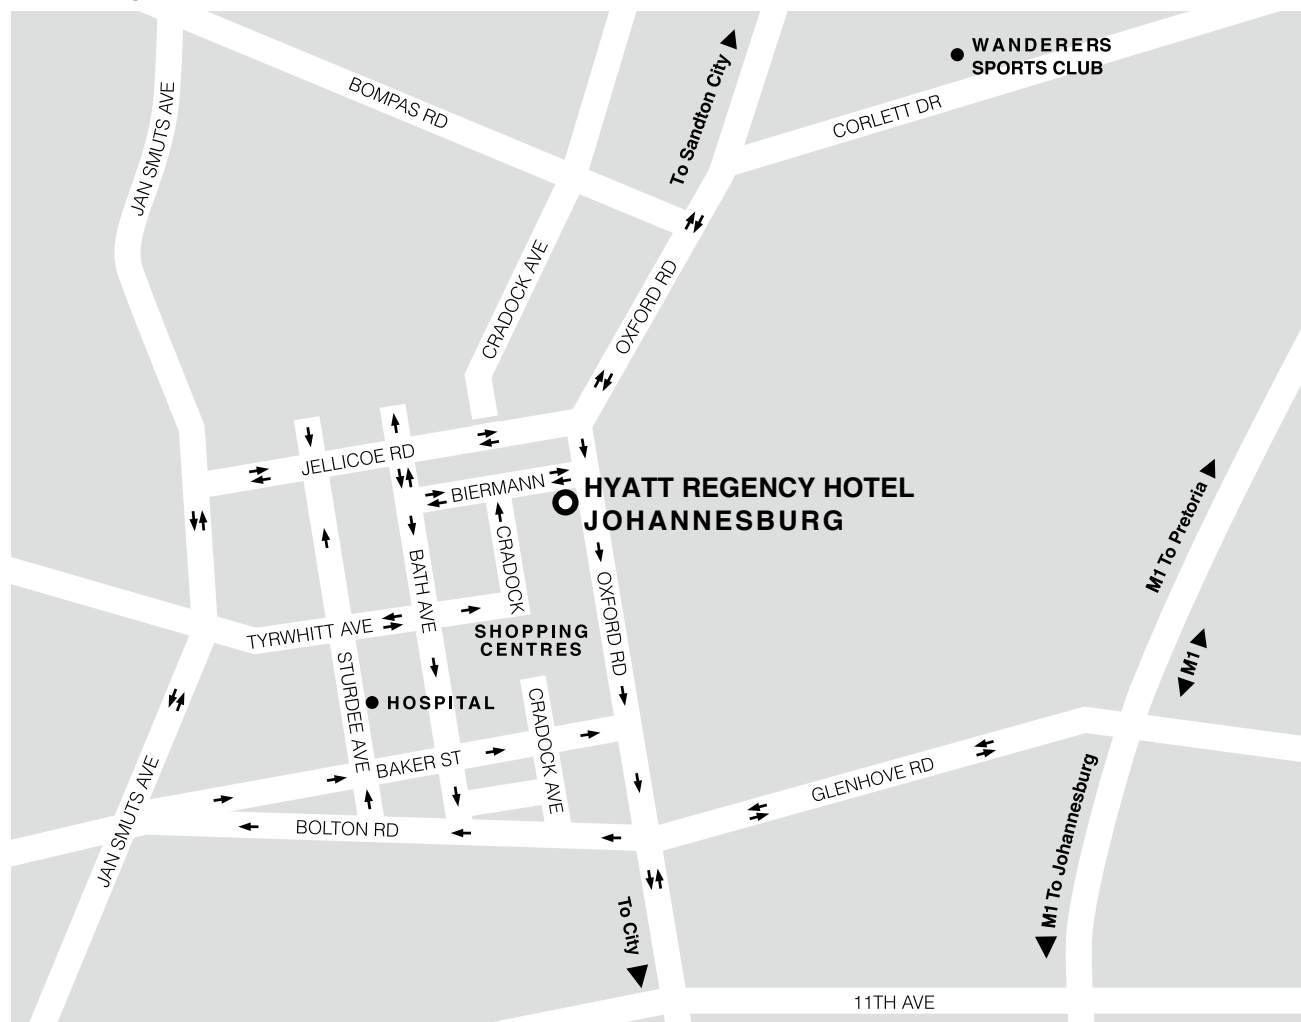 WANDERERS
SPORTS CLUB
To Sandton City
BOMPAS RD
CORLETT DR
JAN SMUTS AVE
CRADOCK AVE
OXFORD RD
JELLICOE RD
BIERMANN
HYATT REGENCY HOTEL
JOHANNESBURG
M1 To Pretoria
BATH AVE
CRADOCK
OXFORD RD
TYRWHITT AVE
SHOPPING
CENTRES
M1
STURDEE AVE
HOSPITAL
CRADOCK AVE
BAKER ST
GLENHOVE RD
JAN SMUTS AVE
BOLTON RD
M1 To Johannesburg
To City
11TH AVE